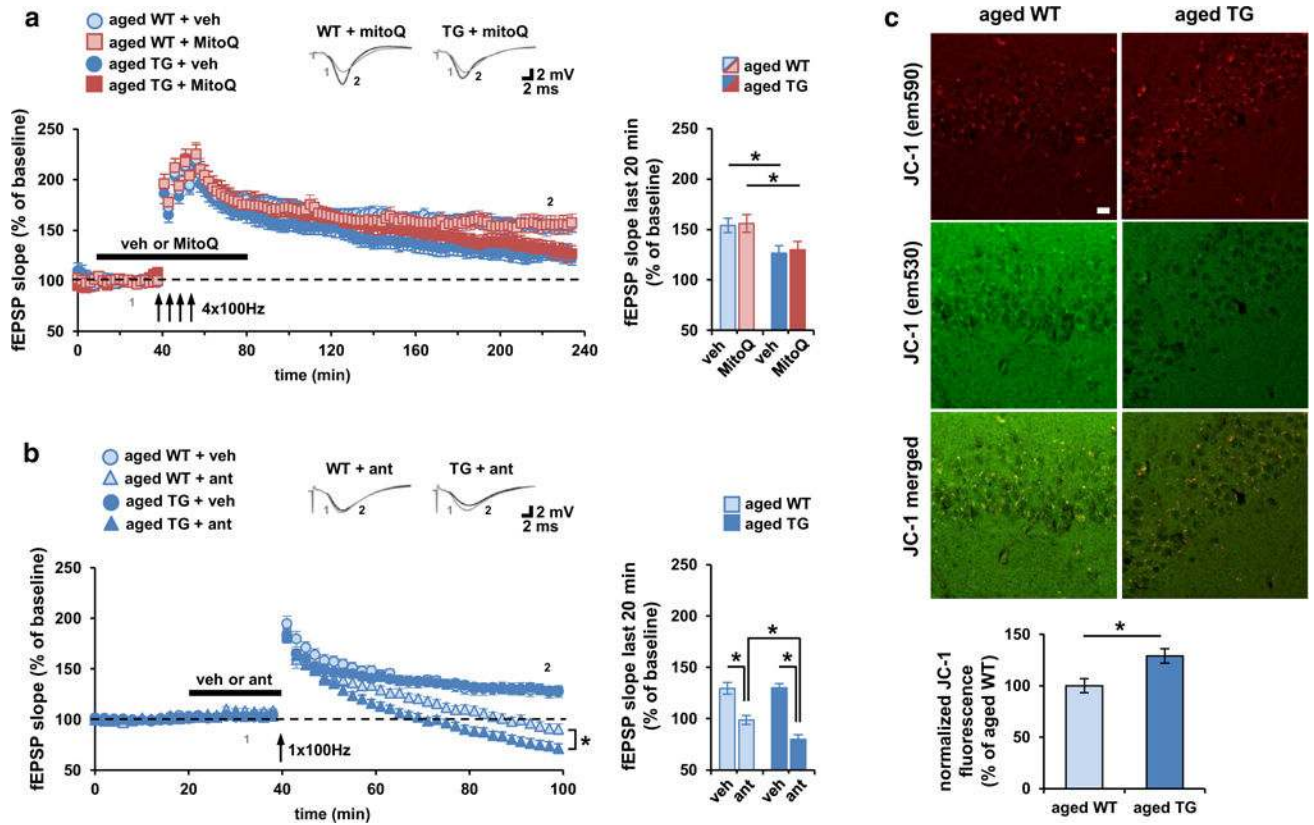 a
aged WT + veh
aged WT + MitoQ
aged TG + veh
aged TG + MitoQ
WT + mitoQ
TG + mitoQ
1
2
1
2
2 mV
2 ms
fEPSP slope (% of baseline)
250
200
150
100
50
veh or MitoQ
1
2
4x100Hz
0 40 80 120 160 200 240
time (min)
aged WT
aged TG
fEPSP slope last 20 min
(% of baseline)
250
200
150
100
50
*
*
veh MitoQ veh MitoQ
b
aged WT + veh
aged WT + ant
aged TG + veh
aged TG + ant
WT + ant
TG + ant
1
2
1
2
2 mV
2 ms
fEPSP slope (% of baseline)
250
200
150
100
50
veh or ant
1
2
*
1x100Hz
0 20 40 60 80 100
time (min)
aged WT
aged TG
fEPSP slope last 20 min
(% of baseline)
250
200
150
100
50
*
*
*
veh ant veh ant
c
aged WT aged TG
JC-1 (em590)
JC-1 (em530)
JC-1 merged
normalized JC-1
fluorescence
(% of aged WT)
150
100
50
0
*
aged WT aged TG